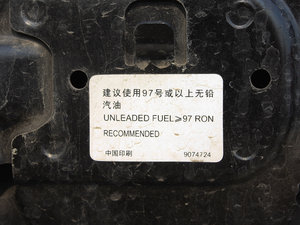 建议使用97号或以上无铅
汽油
UNLEADED FUEL≥97 RON
RECOMMENDED
中国印刷 9074724